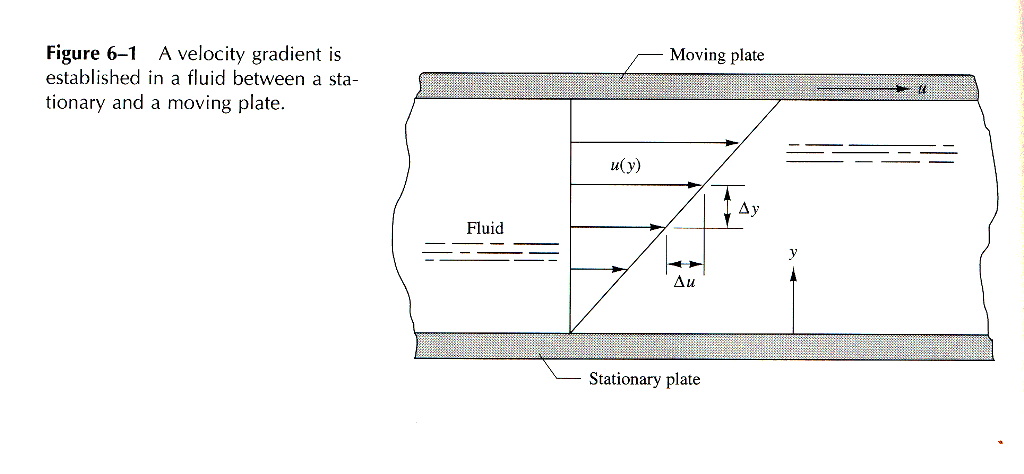 Figure 6–1 A velocity gradient is
established in a fluid between a sta-
tionary and a moving plate.
Moving plate
u
u(y)
Δy
Fluid
y
Δu
Stationary plate